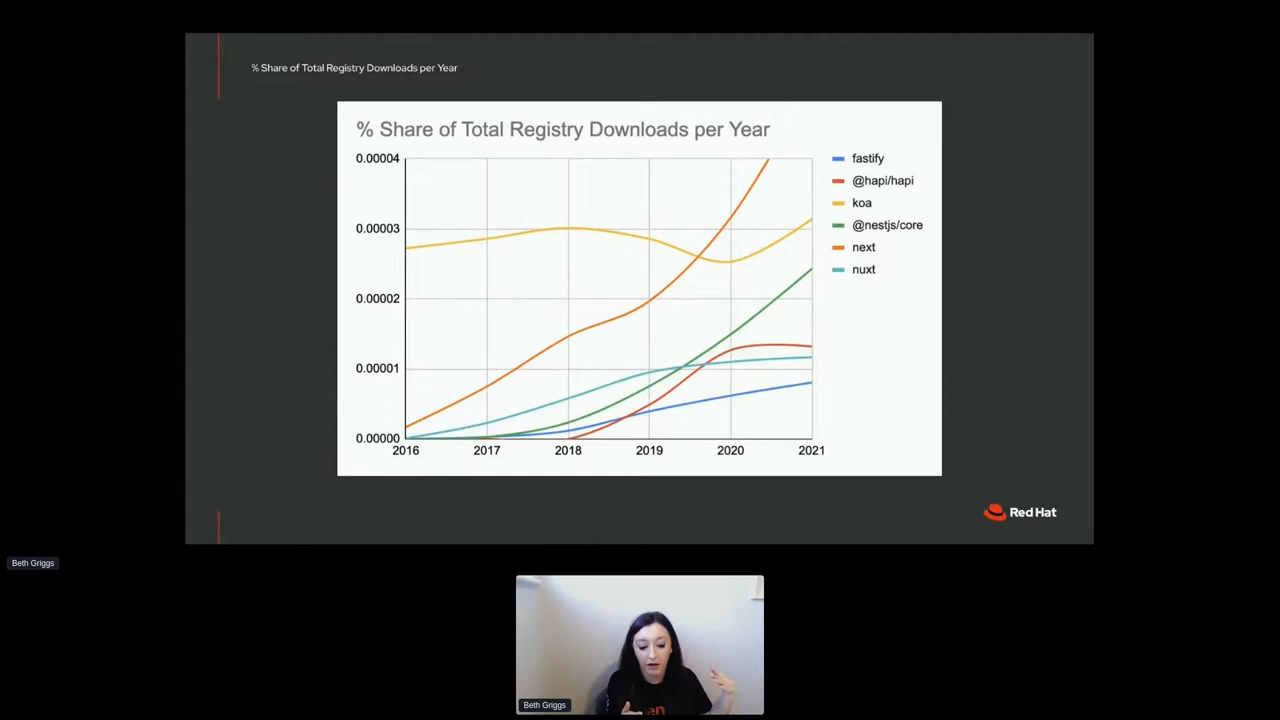 % Share of Total Registry Downloads per Year
% Share of Total Registry Downloads per Year
0.00004
0.00003
0.00002
0.00001
0.00000
2016 2017 2018 2019 2020 2021
fastify
@hapi/hapi
koa
@nestjs/core
next
nuxt
Red Hat
Beth Griggs
Beth Griggs